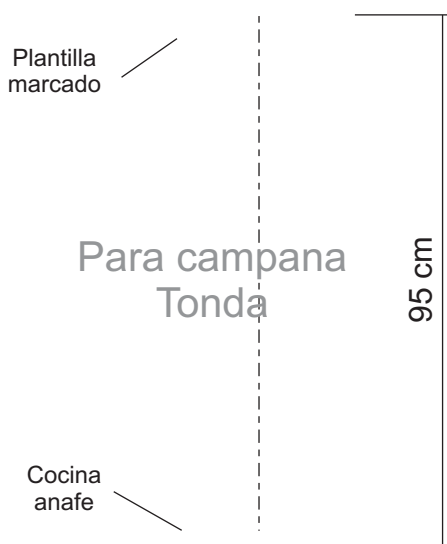 Plantilla
marcado
Para campana
Tonda
95 cm
Cocina
anafe